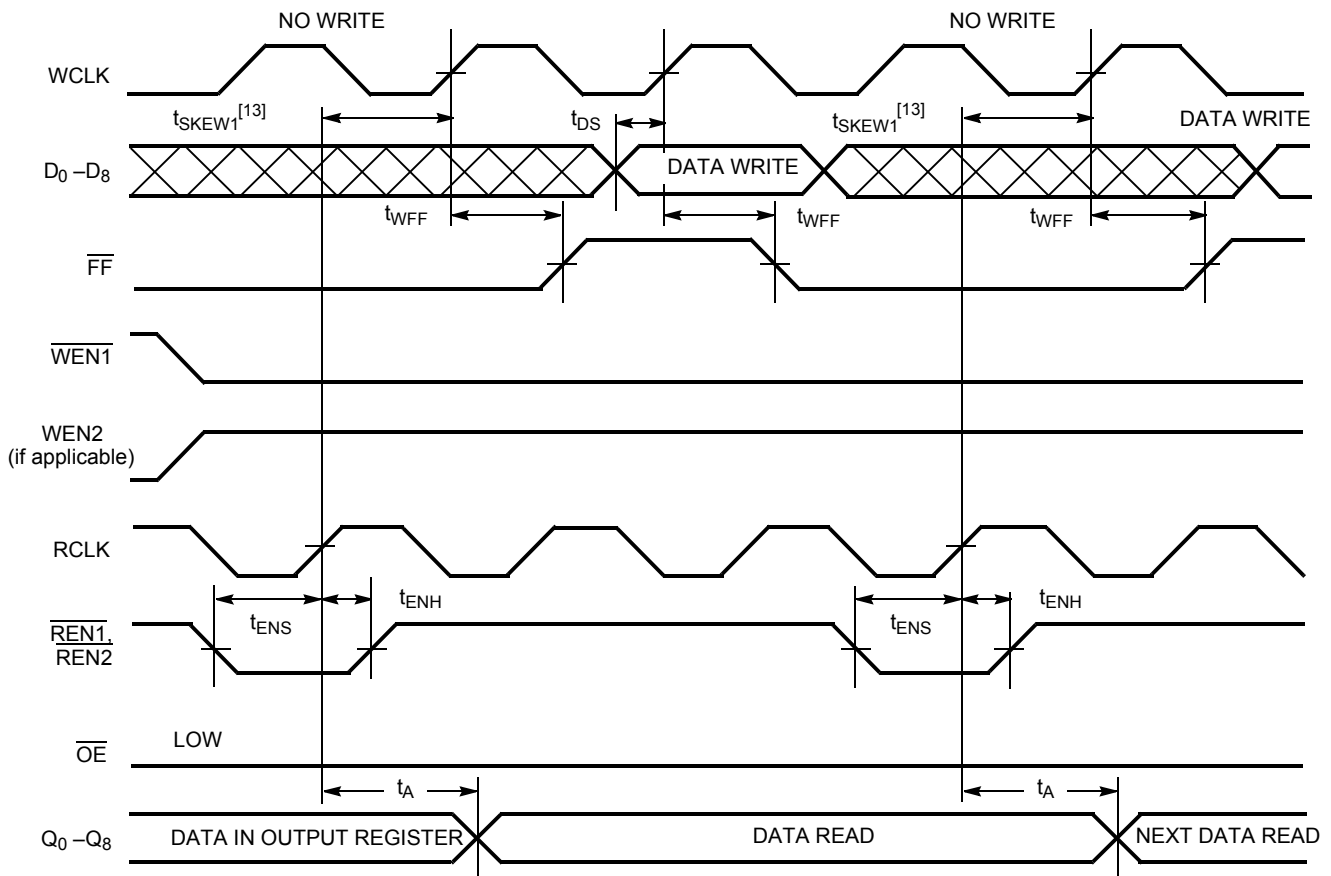 NO WRITE NO WRITE
WCLK
tSKEW1[13] tDS tSKEW1[13] DATA WRITE
D0 –D8 DATA WRITE
tWFF tWFF tWFF
FF
WEN1
WEN2
(if applicable)
RCLK
tENH tENH
tENS tENS
REN1,
REN2
LOW
OE
tA tA
Q0 –Q8 DATA IN OUTPUT REGISTER DATA READ NEXT DATA READ